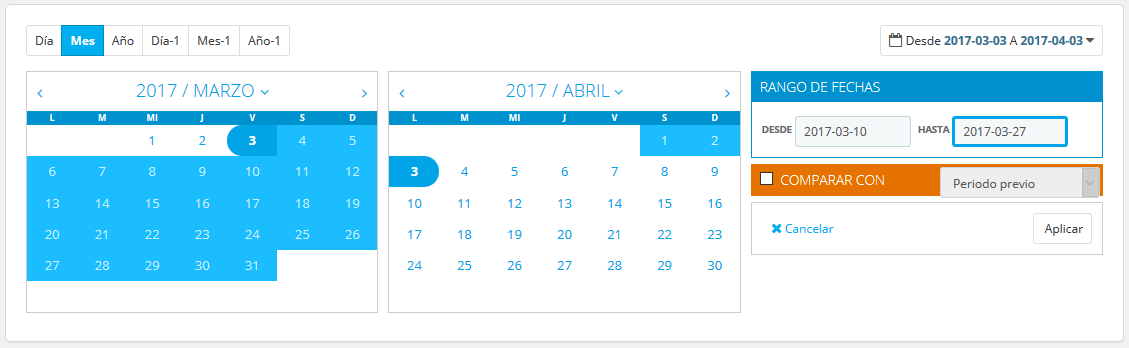 Día Mes Año Día-1 Mes-1 Año-1
Desde 2017-03-03 A 2017-04-03
2017 / MARZO
L M MI J V S D
1 2 3 4 5
6 7 8 9 10 11 12
13 14 15 16 17 18 19
20 21 22 23 24 25 26
27 28 29 30 31
2017 / ABRIL
L M MI J V S D
1 2
3 4 5 6 7 8 9
10 11 12 13 14 15 16
17 18 19 20 21 22 23
24 25 26 27 28 29 30
RANGO DE FECHAS
DESDE 2017-03-10 HASTA 2017-03-27
COMPARAR CON Periodo previo
Cancelar Aplicar